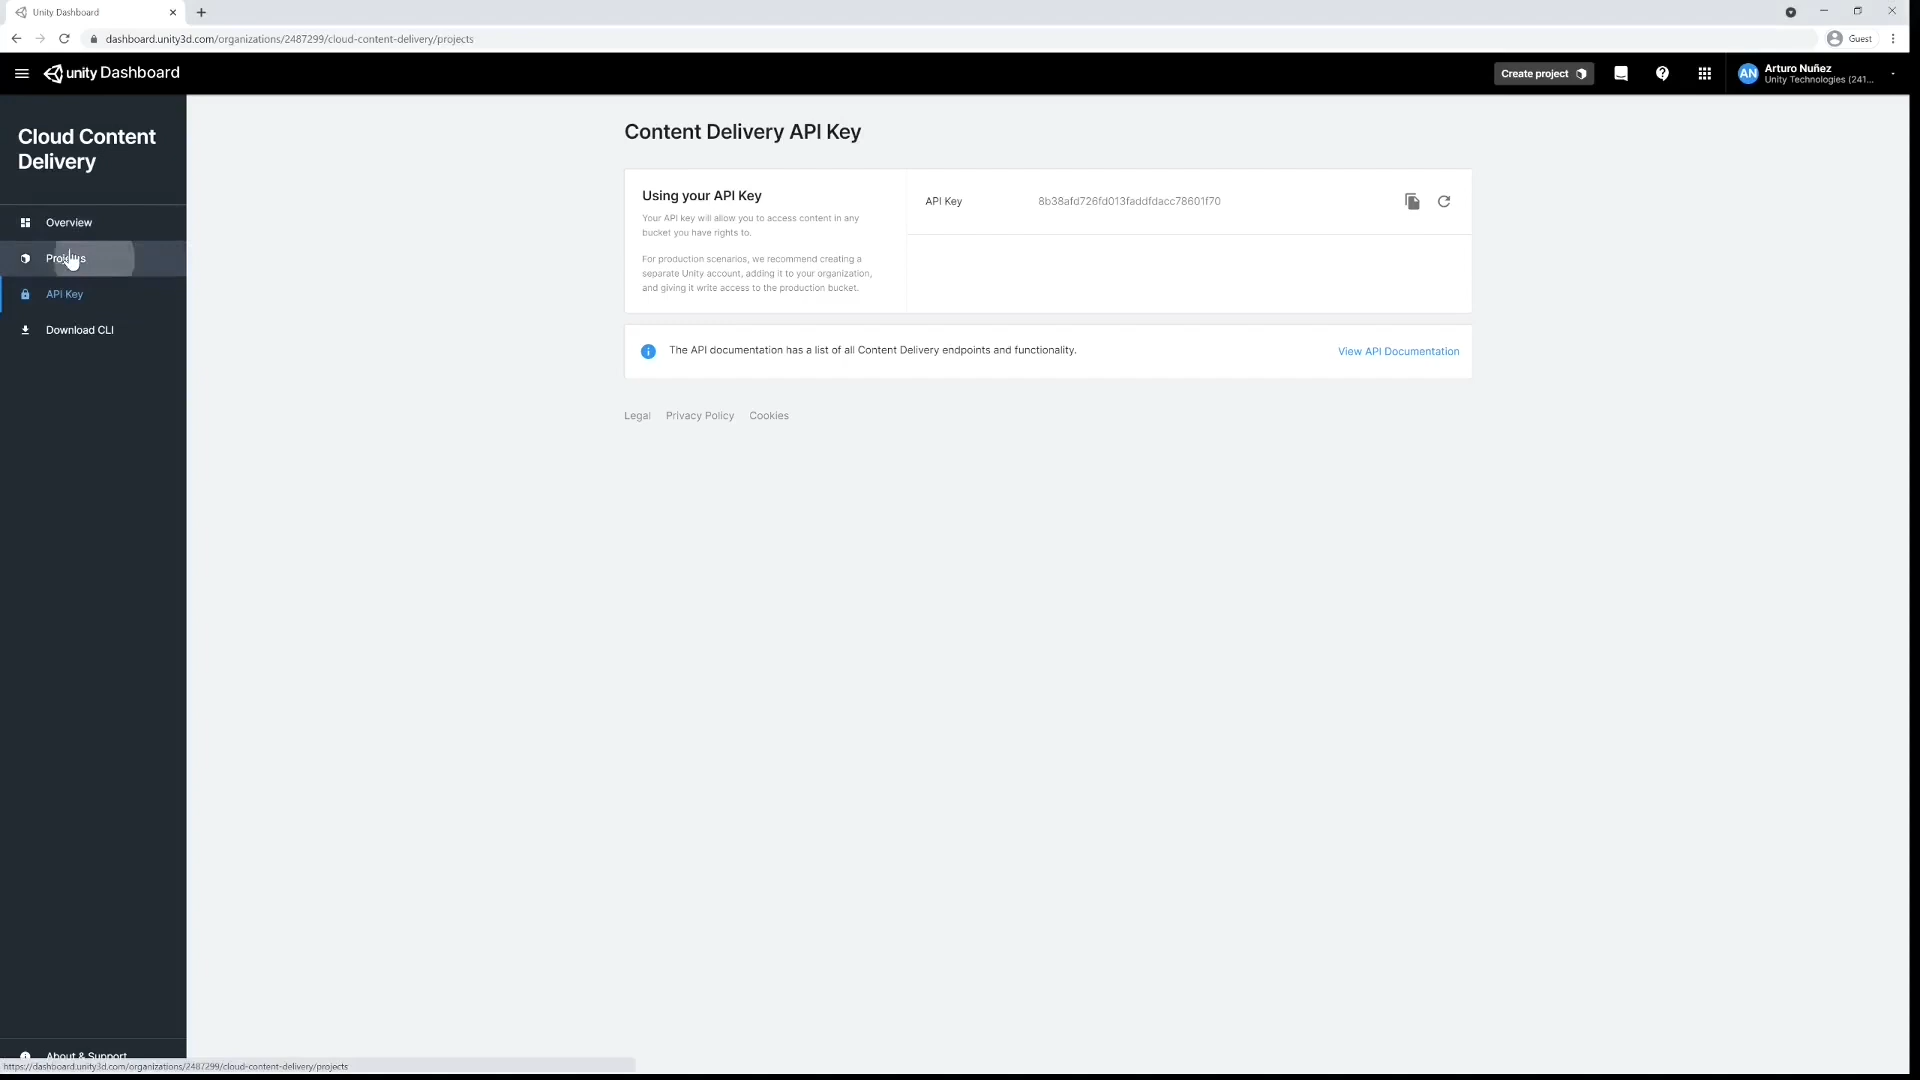 Unity Dashboard
dashboard.unity3d.com/organizations/2487299/cloud-content-delivery/projects
Guest
unity Dashboard
Create project
AN
Arturo Nuñez
Unity Technologies (241...
Cloud Content
Delivery
Overview
API Key
Download CLI
About & Support
Content Delivery API Key
Using your API Key
Your API key will allow you to access content in any
bucket you have rights to.
For production scenarios, we recommend creating a
separate Unity account, adding it to your organization,
and giving it write access to the production bucket.
API Key
8b38afd726fd013faddfdacc78601f70
The API documentation has a list of all Content Delivery endpoints and functionality.
View API Documentation
Legal Privacy Policy Cookies
https://dashboard.unity3d.com/organizations/2487299/cloud-content-delivery/projects